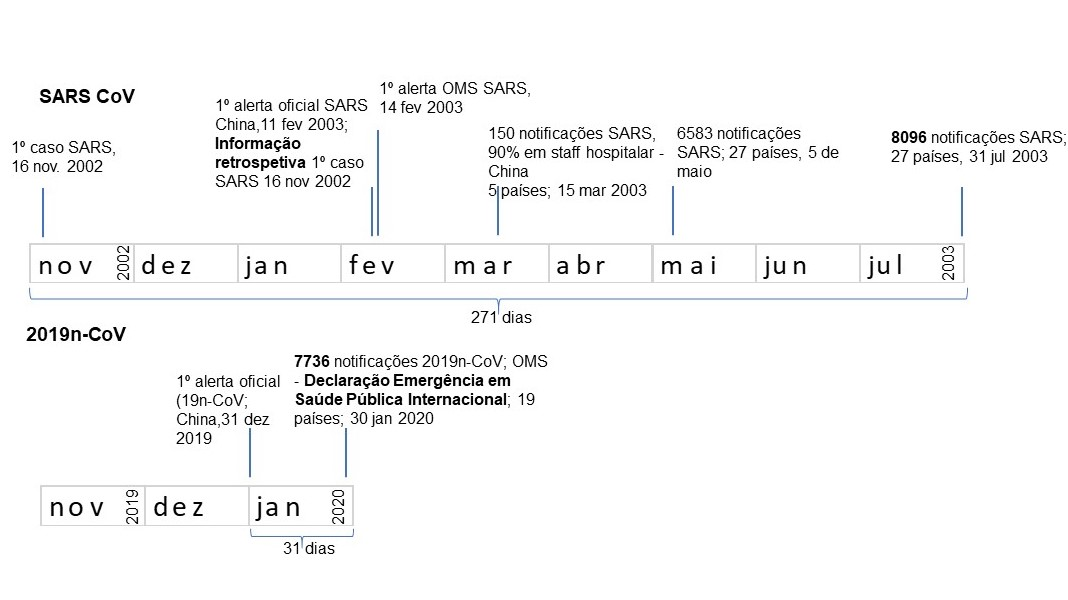 SARS CoV
1º caso SARS,
16 nov. 2002
1º alerta oficial SARS
China,11 fev 2003;
Informação
retrospetiva 1º caso
SARS 16 nov 2002
1º alerta OMS SARS,
14 fev 2003
150 notificações SARS,
90% em staff hospitalar -
China
5 países; 15 mar 2003
6583 notificações
SARS; 27 países, 5 de
maio
8096 notificações SARS;
27 países, 31 jul 2003
nov 2002 dez jan fev mar abr mai jun jul 2003
271 dias
2019n-CoV
1º alerta oficial
(19n-CoV;
China,31 dez
2019
7736 notificações 2019n-CoV; OMS
- Declaração Emergência em
Saúde Pública Internacional; 19
países; 30 jan 2020
nov 2019 dez jan 2020
31 dias